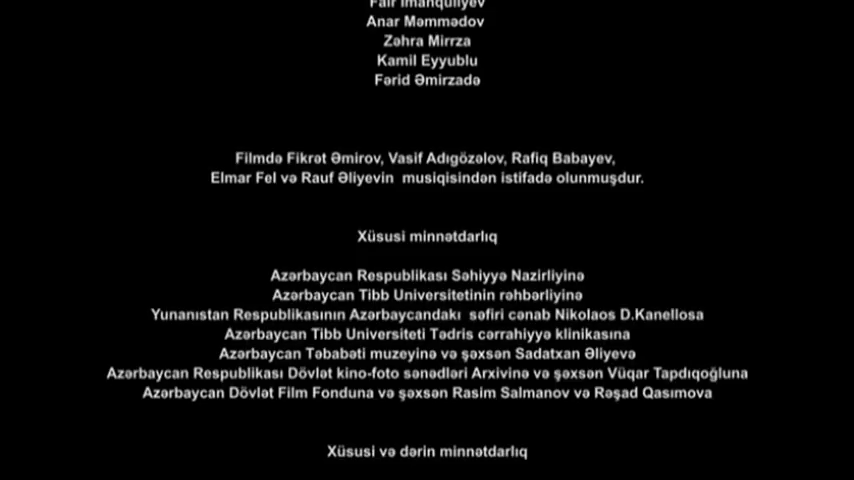 Fair İmanquliyev
Anar Məmmədov
Zəhra Mirrza
Kamil Eyyublu
Fərid Əmirzadə
Filmdə Fikrət Əmirov, Vasif Adıgözəlov, Rafiq Babayev,
Elmar Fel və Rauf Əliyevin musiqisindən istifadə olunmuşdur.
Xüsusi minnətdarlıq
Azərbaycan Respublikası Səhiyyə Nazirliyinə
Azərbaycan Tibb Universitetinin rəhbərliyinə
Yunanıstan Respublikasının Azərbaycandakı səfiri cənab Nikolaos D.Kanellosa
Azərbaycan Tibb Universiteti Tədris cərrahiyyə klinikasına
Azərbaycan Təbabəti muzeyinə və şəxsən Sadatxan Əliyevə
Azərbaycan Respublikası Dövlət kino-foto sənədləri Arxivinə və şəxsən Vüqar Tapdıqoğluna
Azərbaycan Dövlət Film Fonduna və şəxsən Rasim Salmanov və Rəşad Qasımova
Xüsusi və dərin minnətdarlıq